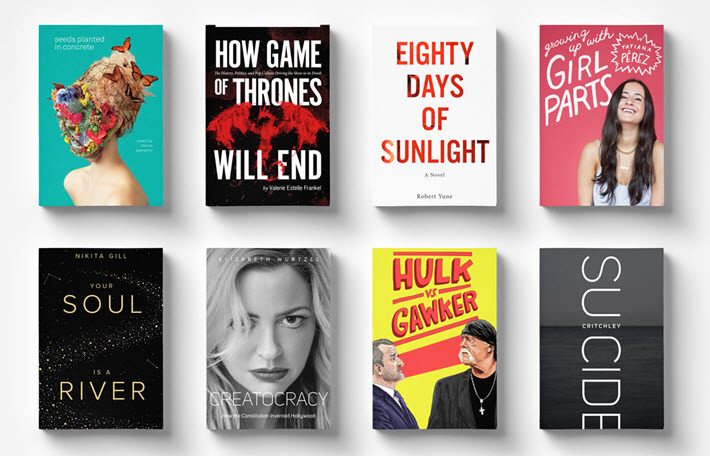 seeds planted
in concrete
poetry by
bianca
sparacino
HOW GAME
The History, Politics, and Pop Culture Driving the Show to its Finish
OF THRONES
WILL END
by Valerie Estelle Frankel
EIGHTY
DAYS
OF
SUNLIGHT
A Novel
Robert Yune
growing
up with
GIRL
PARTS
TATIANA
PÉREZ
NIKITA GILL
YOUR
SOUL
IS A
RIVER
ELIZABETH WURTZEL
CREATOCRACY
How the Constitution Invented Hollywood
HULK
VS
GAWKER
SUICIDE
CRITCHLEY